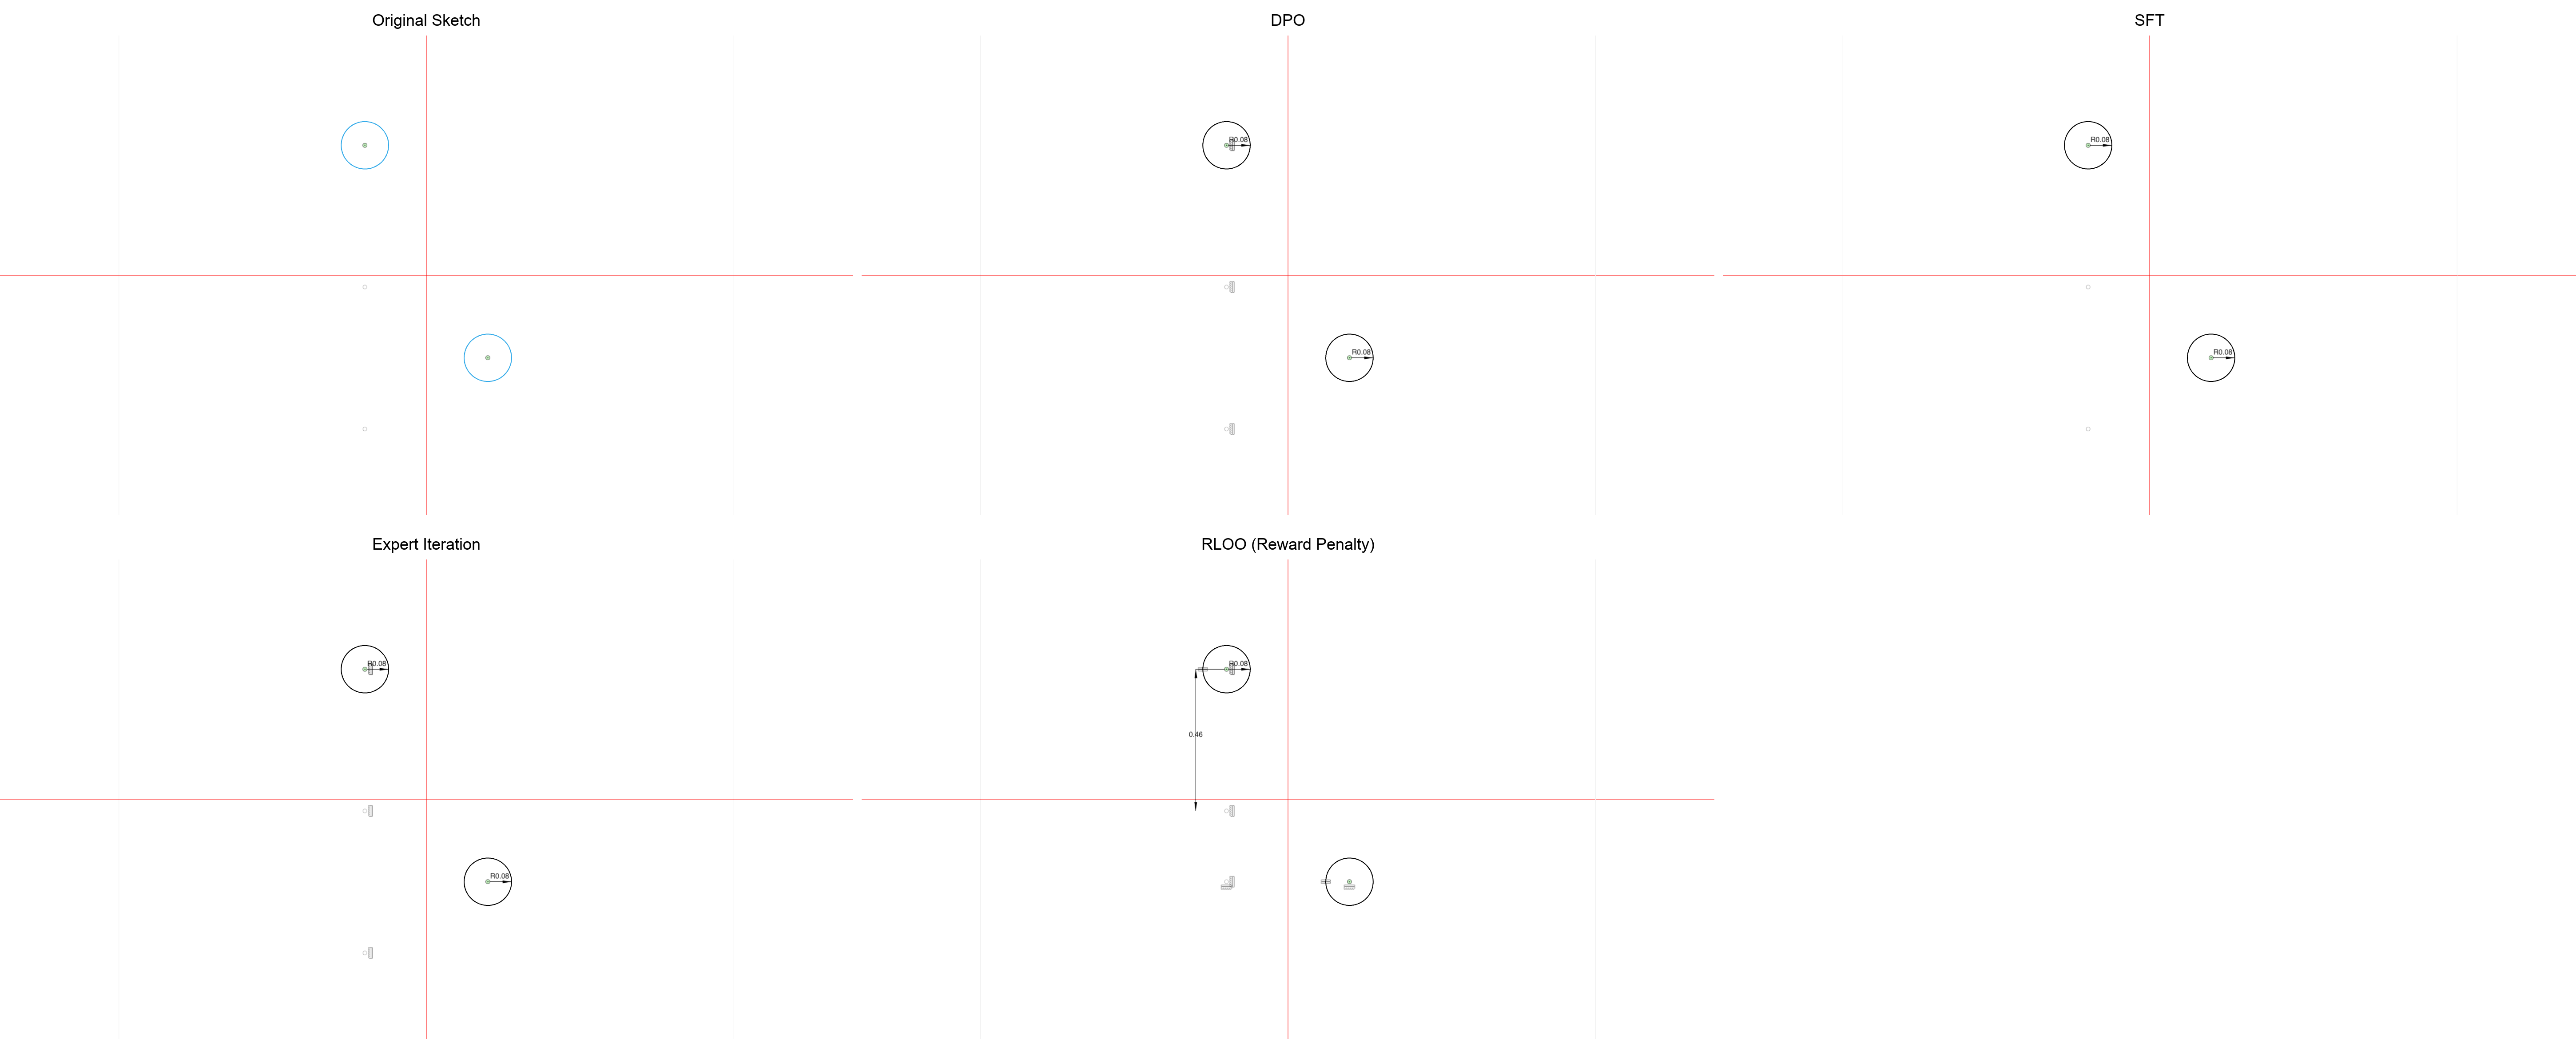 Original Sketch
DPO
SFT
R0.08
R0.08
R0.08
R0.08
Expert Iteration
RLOO (Reward Penalty)
R0.08
R0.08
0.46
R0.08